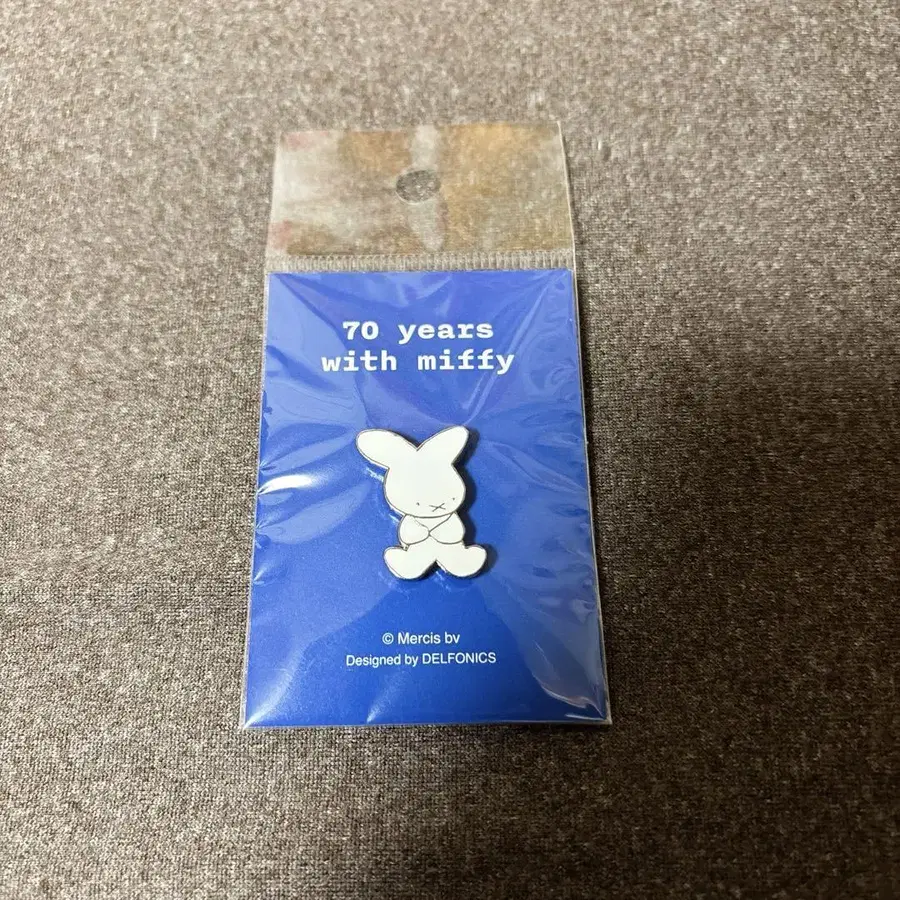 70 years
with miffy
© Mercis bv
Designed by DELFONICS